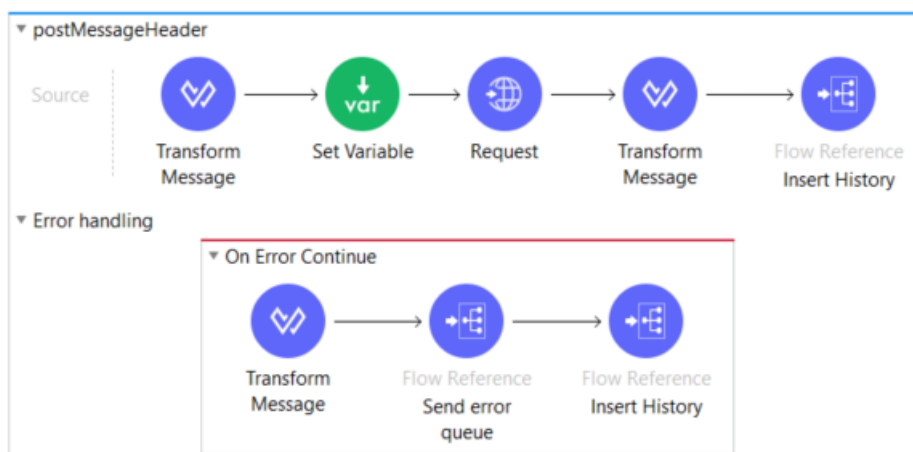 postMessageHeader
Source
var
Transform
Message
Set Variable
Request
Transform
Message
Flow Reference
Insert History
Error handling
On Error Continue
Transform
Message
Flow Reference
Send error
queue
Flow Reference
Insert History